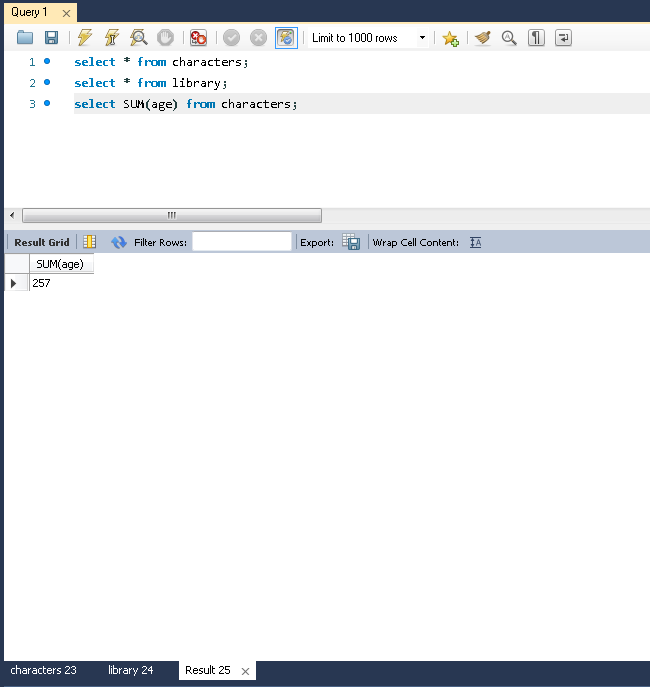 Query 1
Limit to 1000 rows
1 select * from characters;
2 select * from library;
3 select SUM(age) from characters;
Result Grid Filter Rows: Export: Wrap Cell Content:
SUM(age)
257
characters 23 library 24 Result 25